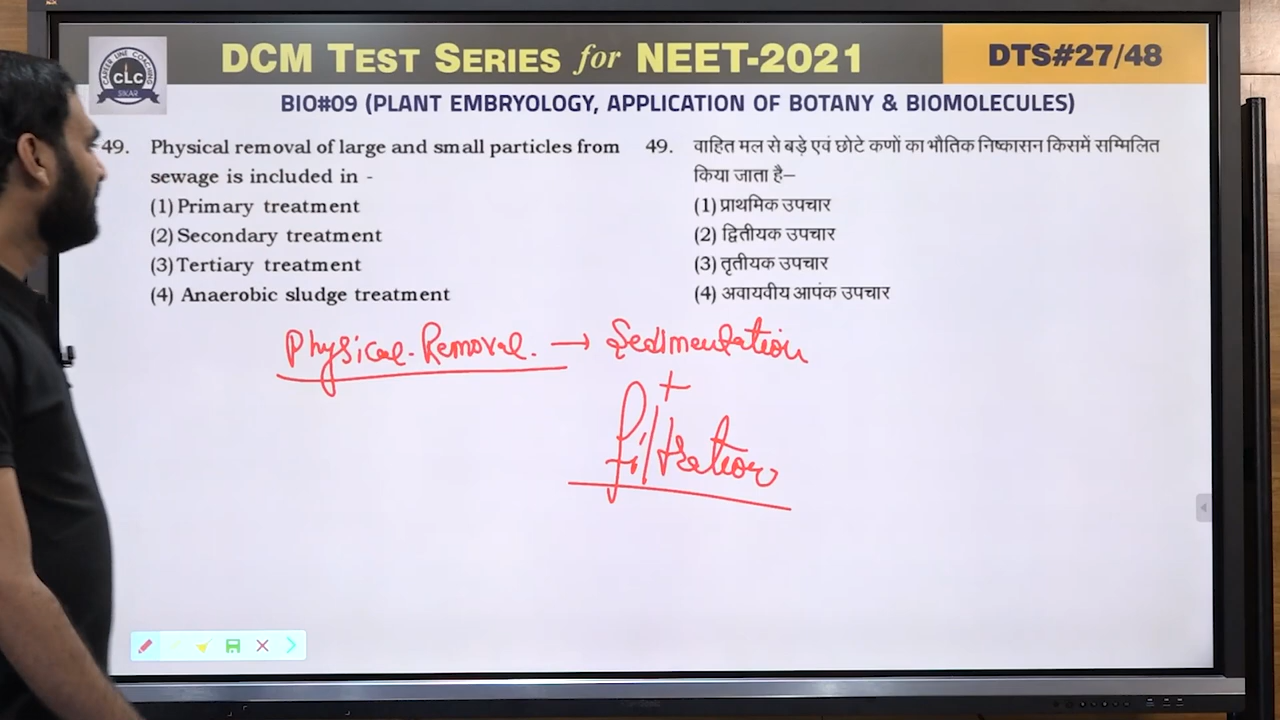 DCM TEST SERIES for NEET-2021
DTS#27/48
CAREER LINE COACHING
CLC
SIKAR
BIO#09 (PLANT EMBRYOLOGY, APPLICATION OF BOTANY & BIOMOLECULES)
49. Physical removal of large and small particles from
sewage is included in -
(1) Primary treatment
(2) Secondary treatment
(3) Tertiary treatment
(4) Anaerobic sludge treatment
49. वाहित मल से बड़े एवं छोटे कणों का भौतिक निष्कासन किसमें सम्मिलित
किया जाता है–
(1) प्राथमिक उपचार
(2) द्वितीयक उपचार
(3) तृतीयक उपचार
(4) अवायवीय आपंक उपचार
Physical Removal. → Sedimentation
+
filtration